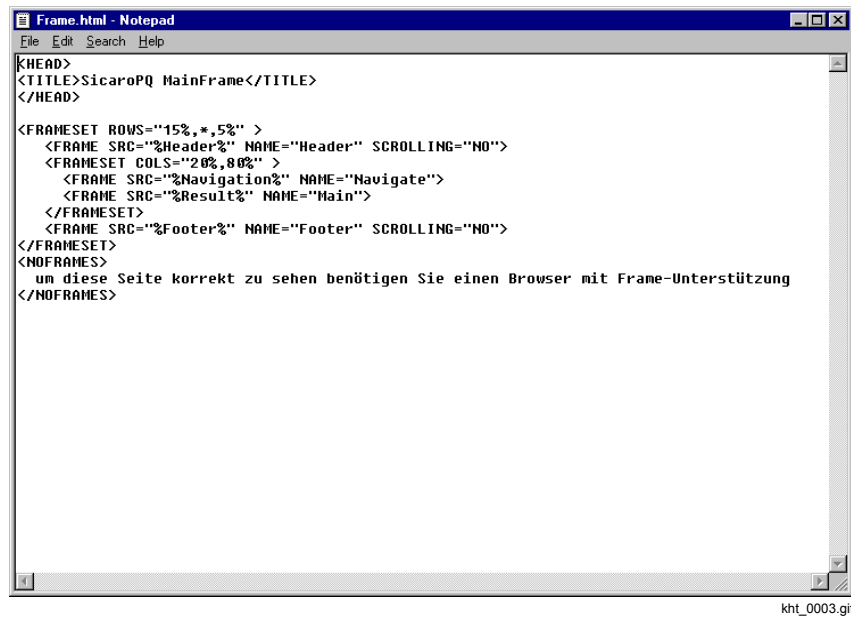 Frame.html - Notepad
File Edit Search Help
<HEAD>
<TITLE>SicaroPQ MainFrame</TITLE>
</HEAD>
<FRAMESET ROWS="15%,*,5%" >
<FRAME SRC="%Header%" NAME="Header" SCROLLING="NO">
<FRAMESET COLS="20%,80%" >
<FRAME SRC="%Navigation%" NAME="Navigate">
<FRAME SRC="%Result%" NAME="Main">
</FRAMESET>
<FRAME SRC="%Footer%" NAME="Footer" SCROLLING="NO">
</FRAMESET>
<NOFRAMES>
um diese Seite korrekt zu sehen benötigen Sie einen Browser mit Frame-Unterstützung
</NOFRAMES>
kht_0003.gif